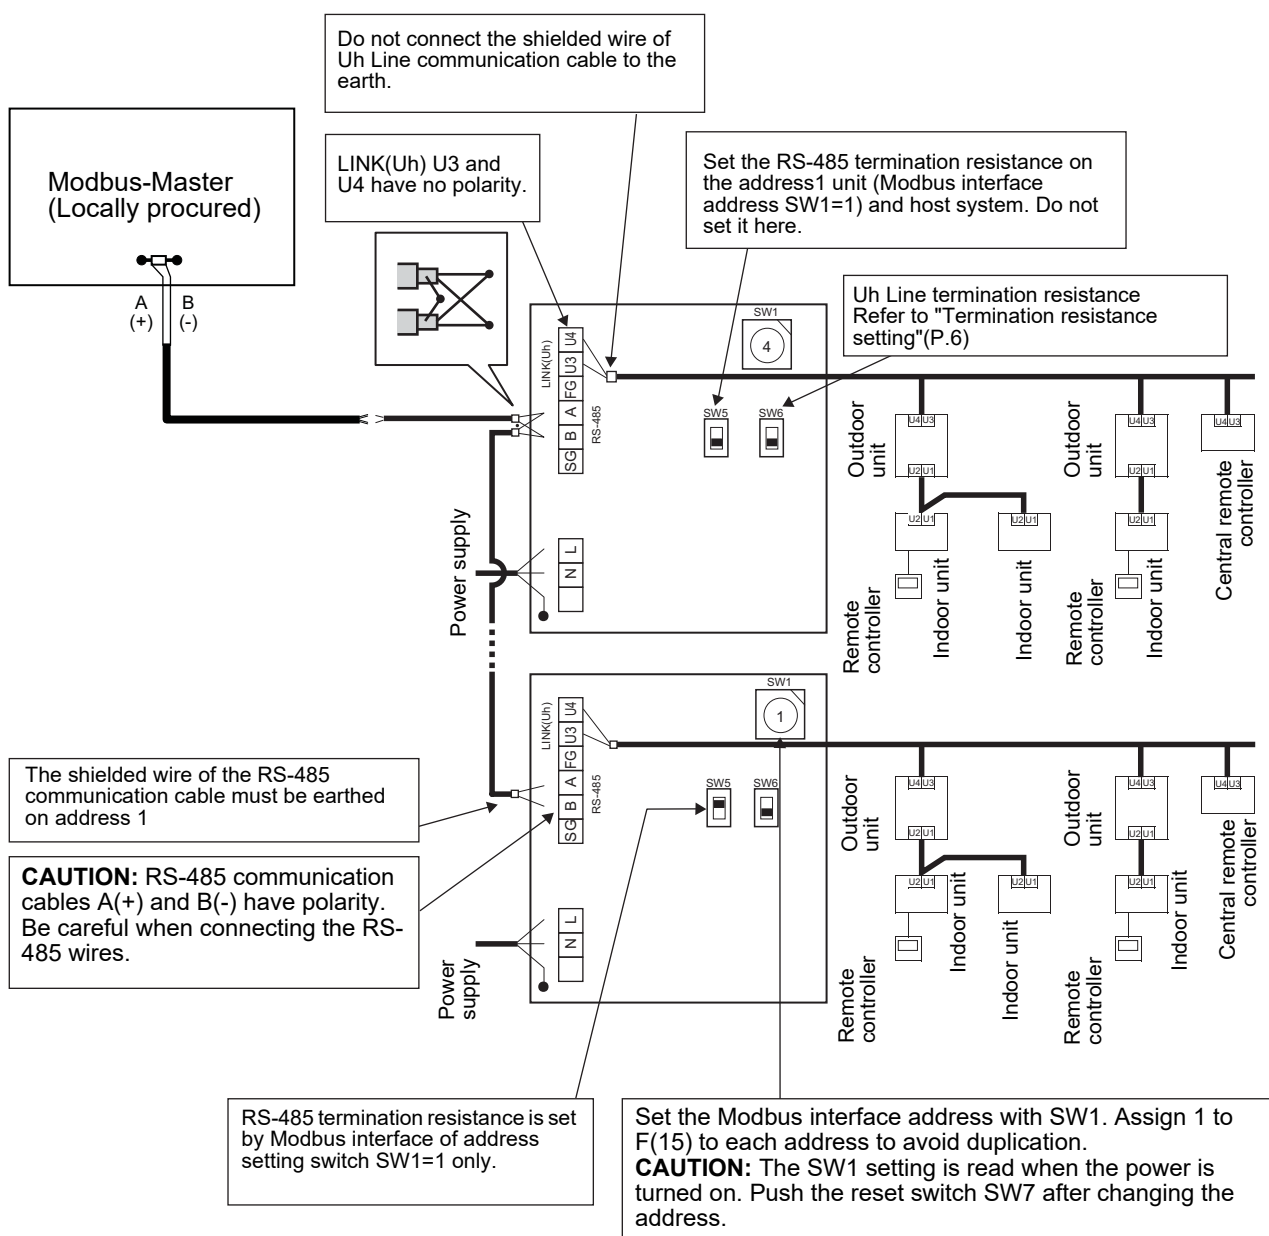 Do not connect the shielded wire of
Uh Line communication cable to the
earth.
Modbus-Master
(Locally procured)
A
(+)
B
(-)
LINK(Uh) U3 and
U4 have no polarity.
Set the RS-485 termination resistance on
the address1 unit (Modbus interface
address SW1=1) and host system. Do not
set it here.
Uh Line termination resistance
Refer to "Termination resistance
setting"(P.6)
SW1
4
LINK(Uh)
U4
U3
FG
A
B
SG
RS-485
SW5
SW6
L
N
Power supply
U4 U3
Outdoor
unit
U2 U1
U2 U1
U2 U1
Remote
controller
Indoor unit
Indoor unit
U4 U3
Outdoor
unit
U2 U1
U2 U1
Remote
controller
Indoor unit
U4 U3
Central remote
controller
SW1
1
LINK(Uh)
U4
U3
FG
A
B
SG
RS-485
SW5
SW6
L
N
Power
supply
U4 U3
Outdoor
unit
U2 U1
U2 U1
U2 U1
Remote
controller
Indoor unit
Indoor unit
U4 U3
Outdoor
unit
U2 U1
U2 U1
Remote
controller
Indoor unit
U4 U3
Central remote
controller
The shielded wire of the RS-485
communication cable must be earthed
on address 1
CAUTION: RS-485 communication
cables A(+) and B(-) have polarity.
Be careful when connecting the RS-
485 wires.
RS-485 termination resistance is set
by Modbus interface of address
setting switch SW1=1 only.
Set the Modbus interface address with SW1. Assign 1 to
F(15) to each address to avoid duplication.
CAUTION: The SW1 setting is read when the power is
turned on. Push the reset switch SW7 after changing the
address.